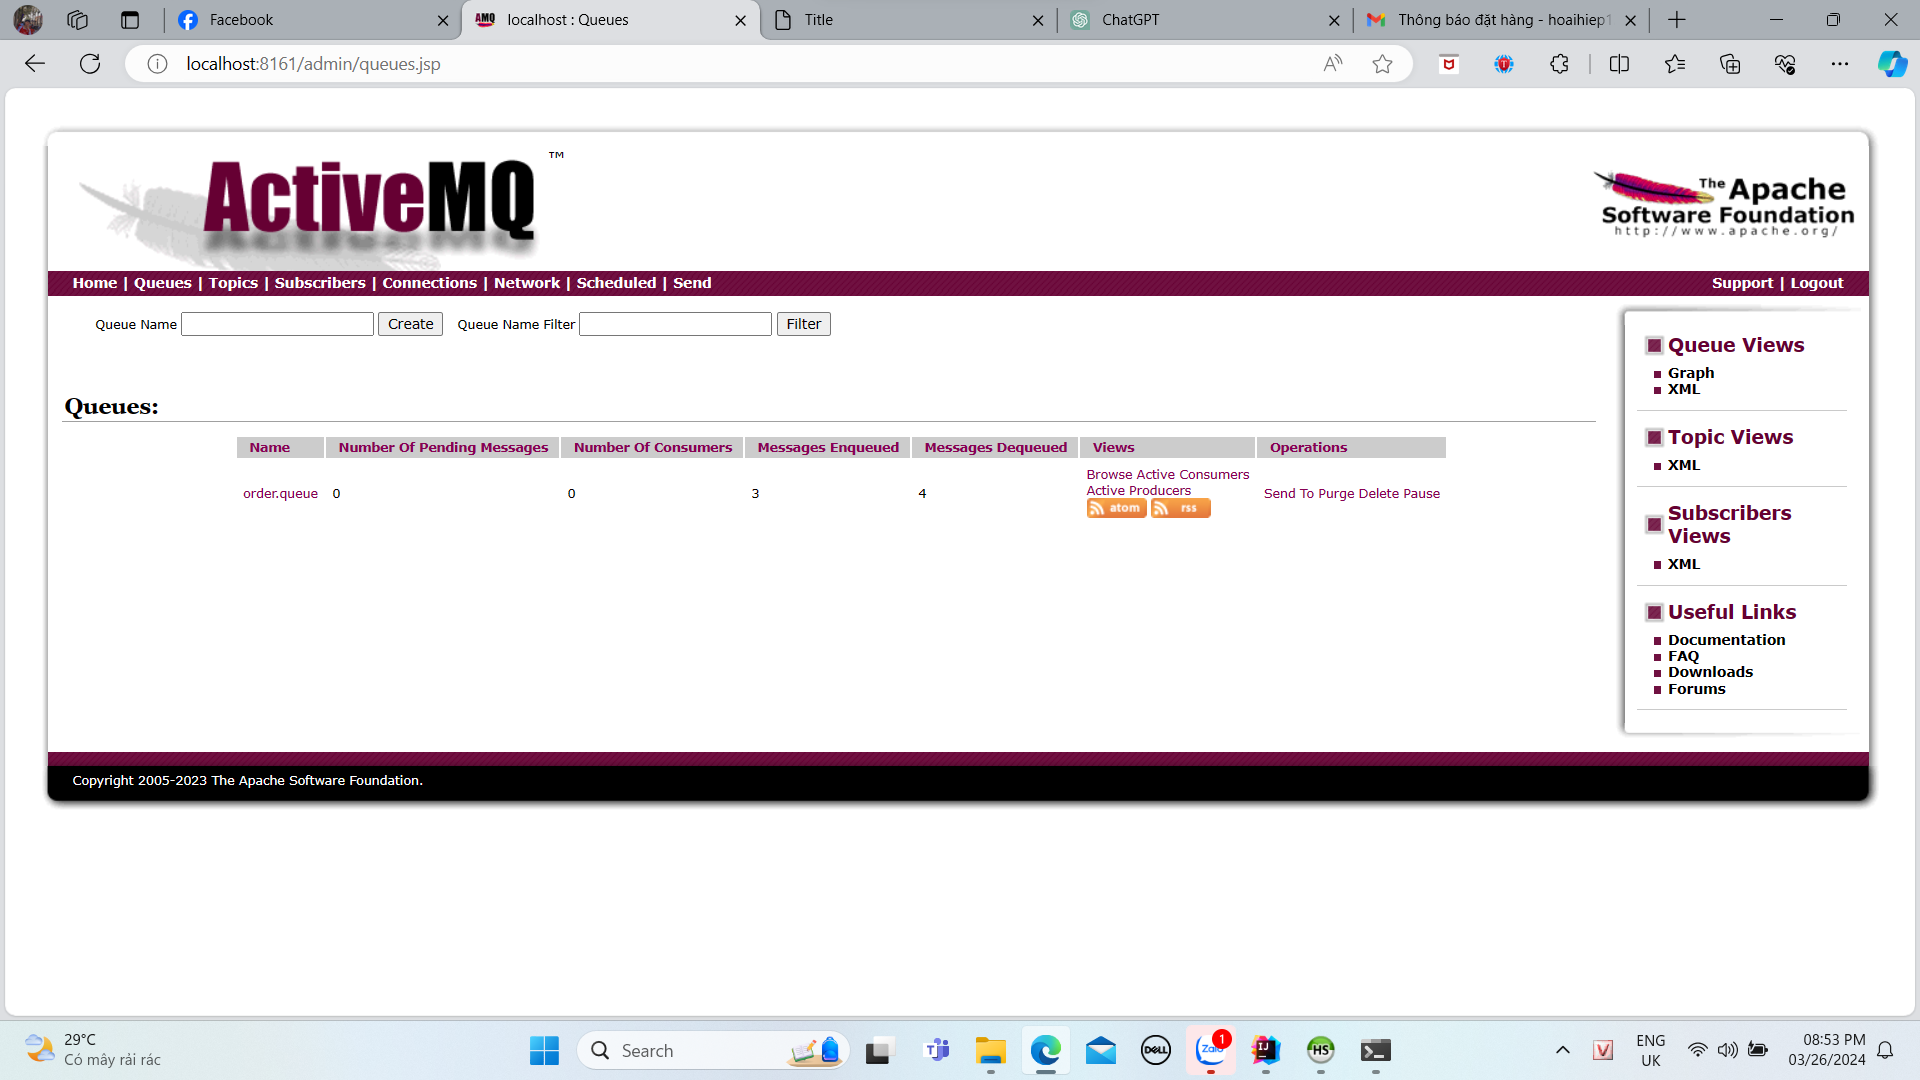 Facebook
localhost : Queues
Title
ChatGPT
Thông báo đặt hàng - hoaihiep1
localhost:8161/admin/queues.jsp
ActiveMQ™
The Apache
Software Foundation
http://www.apache.org/
Home | Queues | Topics | Subscribers | Connections | Network | Scheduled | Send
Support | Logout
Queue Name Create Queue Name Filter Filter
Queues:
Name Number Of Pending Messages Number Of Consumers Messages Enqueued Messages Dequeued Views Operations
order.queue 0 0 3 4
Browse Active Consumers
Active Producers
atom rss
Send To Purge Delete Pause
Queue Views
Graph
XML
Topic Views
XML
Subscribers
Views
XML
Useful Links
Documentation
FAQ
Downloads
Forums
Copyright 2005-2023 The Apache Software Foundation.
29°C
Có mây rải rác
Search
DELL
Zalo
1
IJ
HS
V
ENG
UK
08:53 PM
03/26/2024